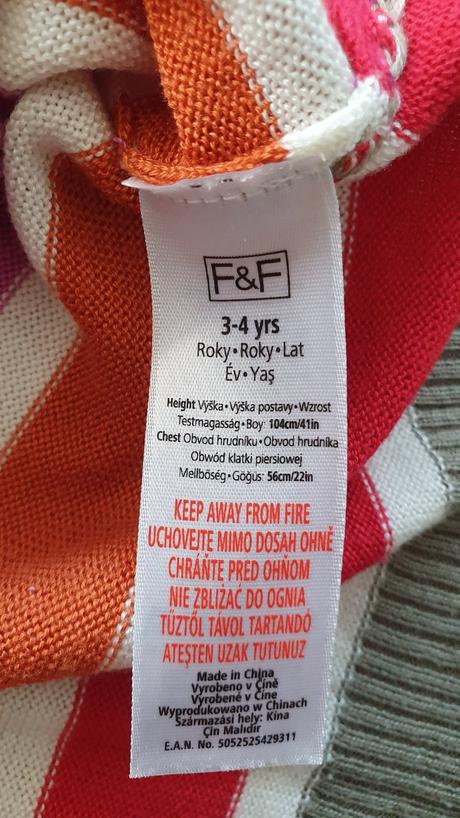 F&F
3-4 yrs
Roky•Roky•Lat
Év•Yaş
Height Výška•Výška postavy•Wzrost
Testmagasság•Boy: 104cm/41in
Chest Obvod hrudníku•Obvod hrudníka
Obwód klatki piersiowej
Mellbőség•Göğüs: 56cm/22in
KEEP AWAY FROM FIRE
UCHOVEJTE MIMO DOSAH OHNĚ
CHRÁŇTE PRED OHŇOM
NIE ZBLIŻAĆ DO OGNIA
TŰZTŐL TÁVOL TARTANDÓ
ATEŞTEN UZAK TUTUNUZ
Made in China
Vyrobeno v Číně
Vyrobené v Číne
Wyprodukowano w Chinach
Származási hely: Kína
Çin Malıdır
E.A.N. No. 5052525429311